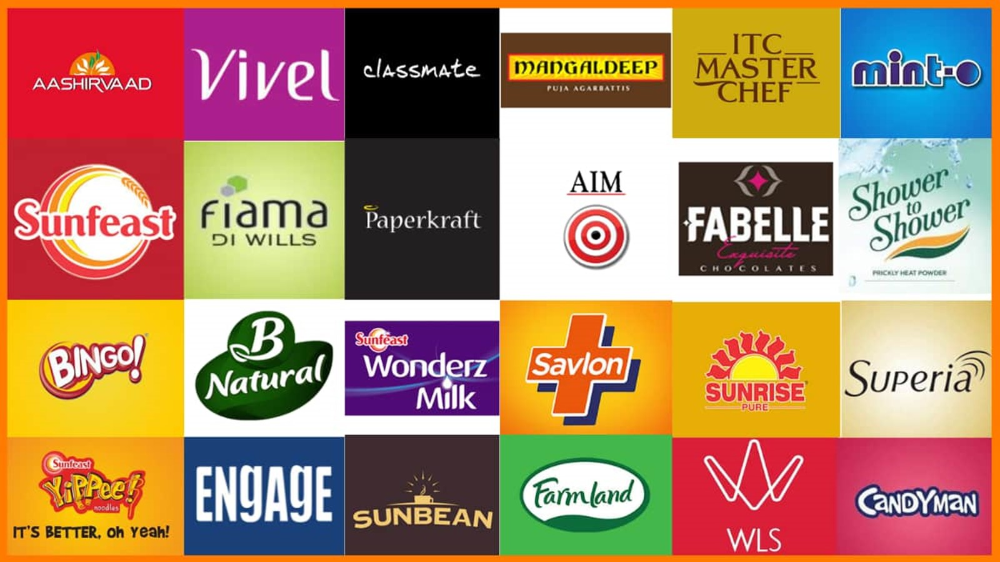 AASHIRVAAD
Vivel
classmate
MANGALDEEP
PUJA AGARBATTIS
ITC
MASTER
CHEF
mint-o
Sunfeast
fiama
DI WILLS
Paperkraft
AIM
FABELLE
Exquisite
CHOCOLATES
Shower
to
Shower
PRICKLY HEAT POWDER
BINGO!
B
Natural
Sunfeast
Wonderz
Milk
Savlon
SUNRISE
PURE
Superia
Sunfeast
YiPPee!
noodles
IT'S BETTER, oh Yeah!
ENgAgE
SUNBEAN
Farmland
WLS
CANDYMAN